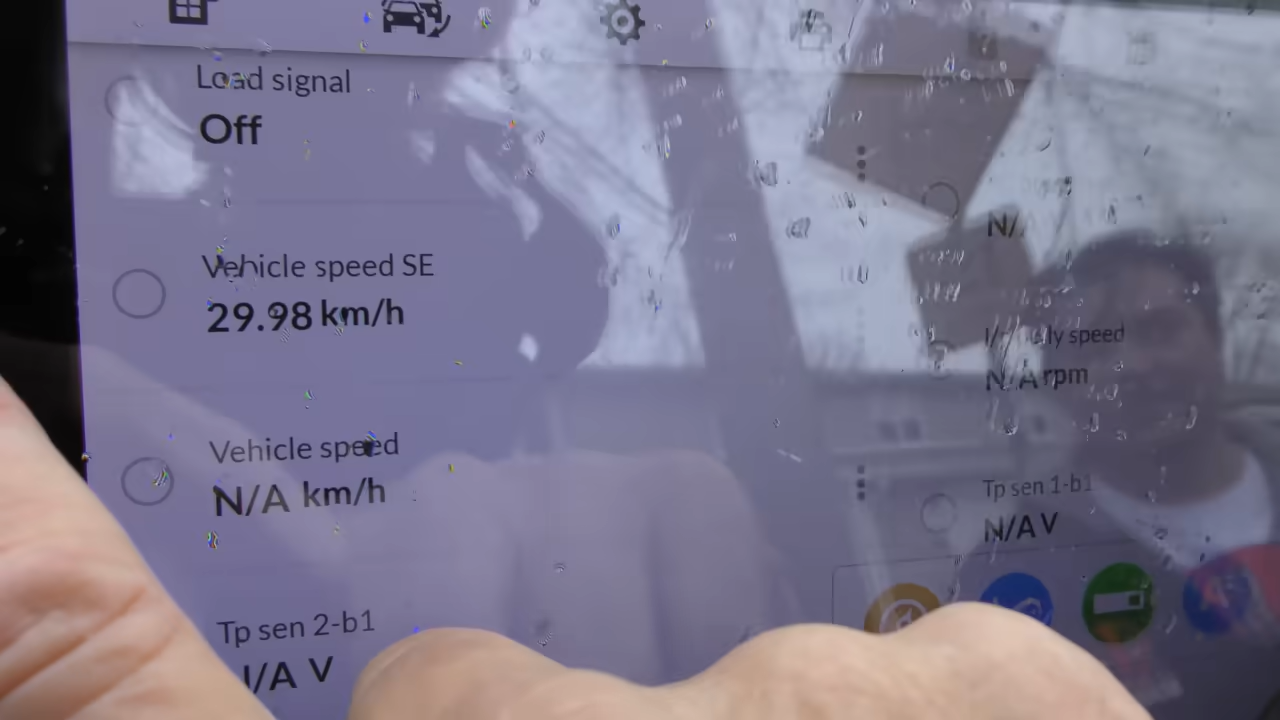 Load signal
Off
Vehicle speed SE
29.98 km/h
Vehicle speed
N/A km/h
Tp sen 2-b1
/A V
N/
speed
N/A rpm
Tp sen 1-b1
N/A V